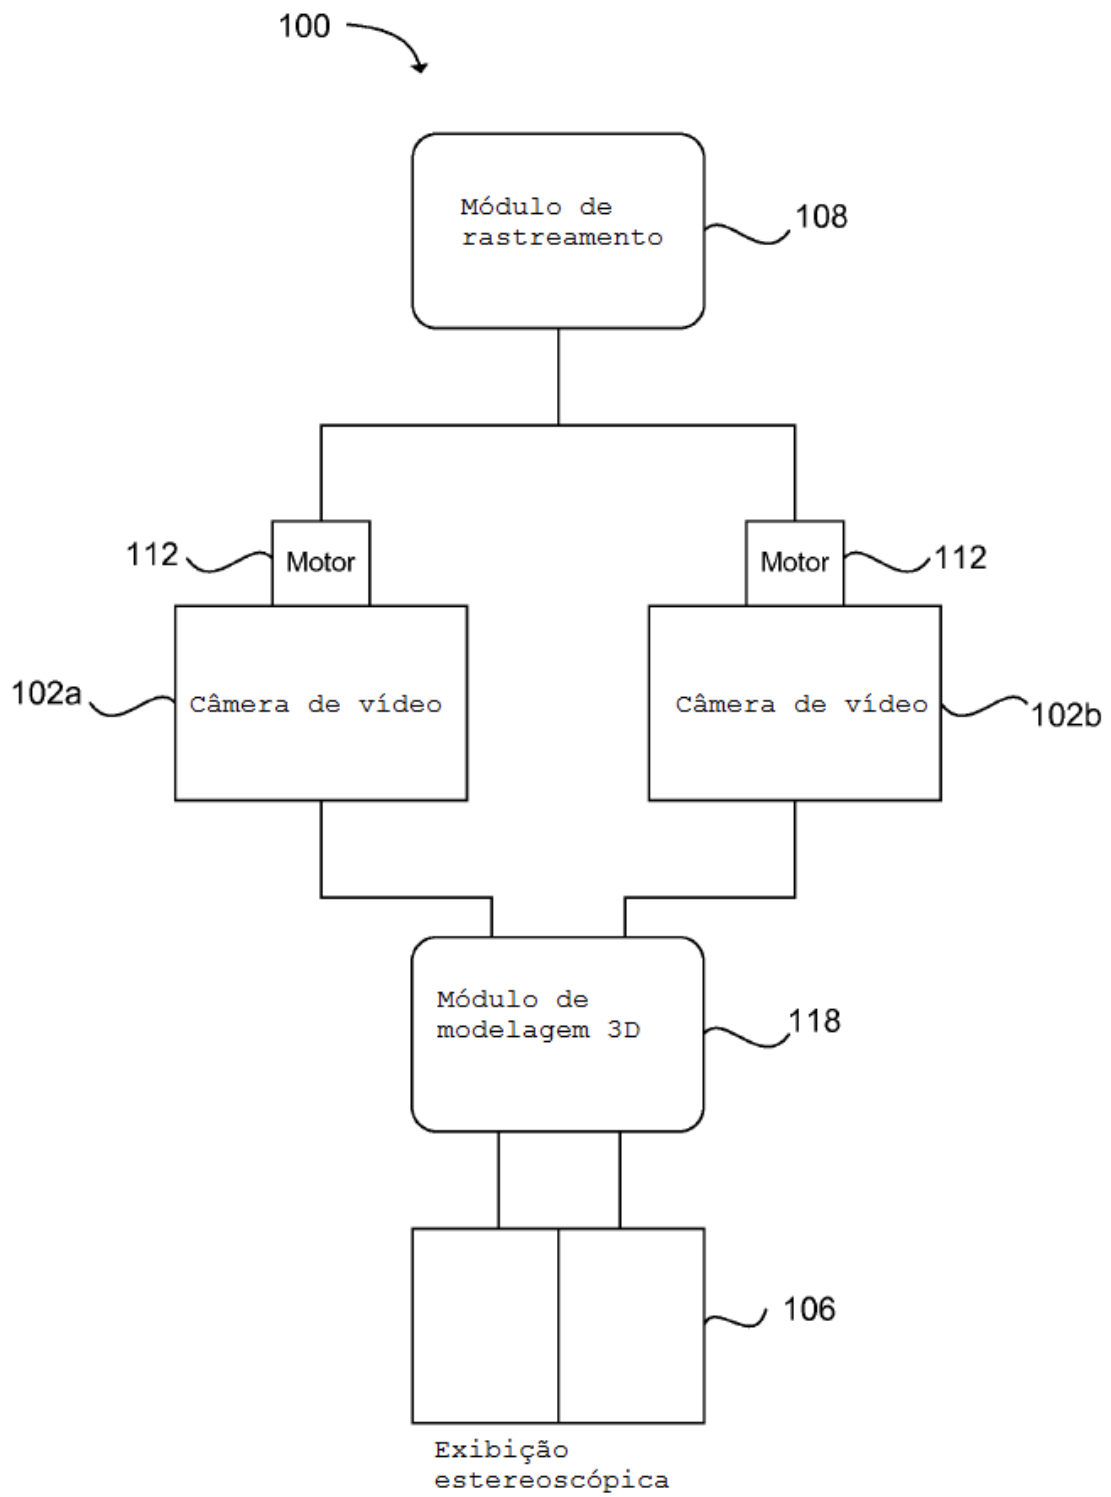 100
Módulo de
rastreamento
108
112
Motor
Motor
112
102a
Câmera de vídeo
Câmera de vídeo
102b
Módulo de
modelagem 3D
118
106
Exibição
estereoscópica